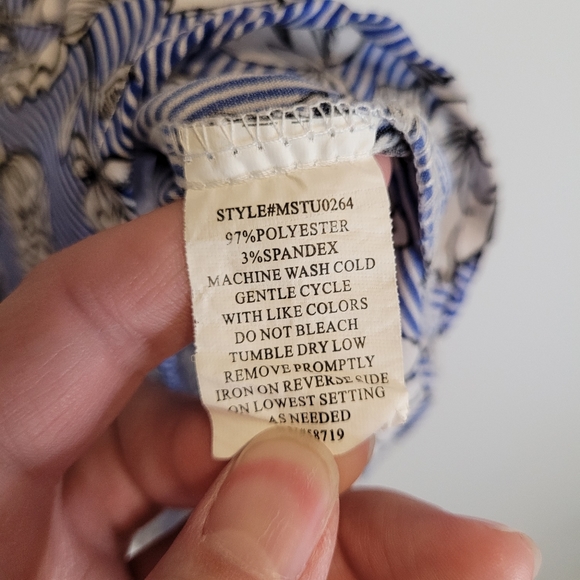 STYLE#MSTU0264
97%POLYESTER
3%SPANDEX
MACHINE WASH COLD
GENTLE CYCLE
WITH LIKE COLORS
DO NOT BLEACH
TUMBLE DRY LOW
REMOVE PROMPTLY
IRON ON REVERSE SIDE
ON LOWEST SETTING
AS NEEDED
8719